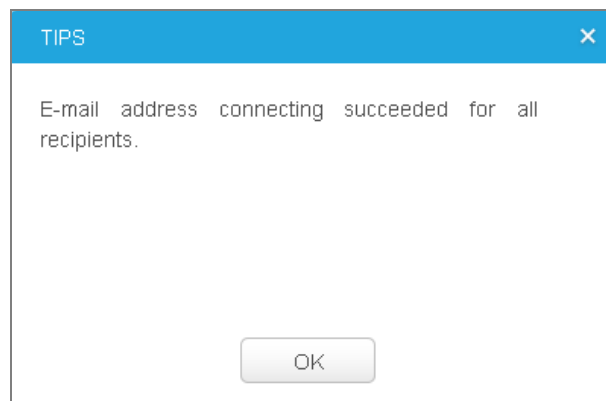 TIPS
E-mail address connecting succeeded for all
recipients.
OK